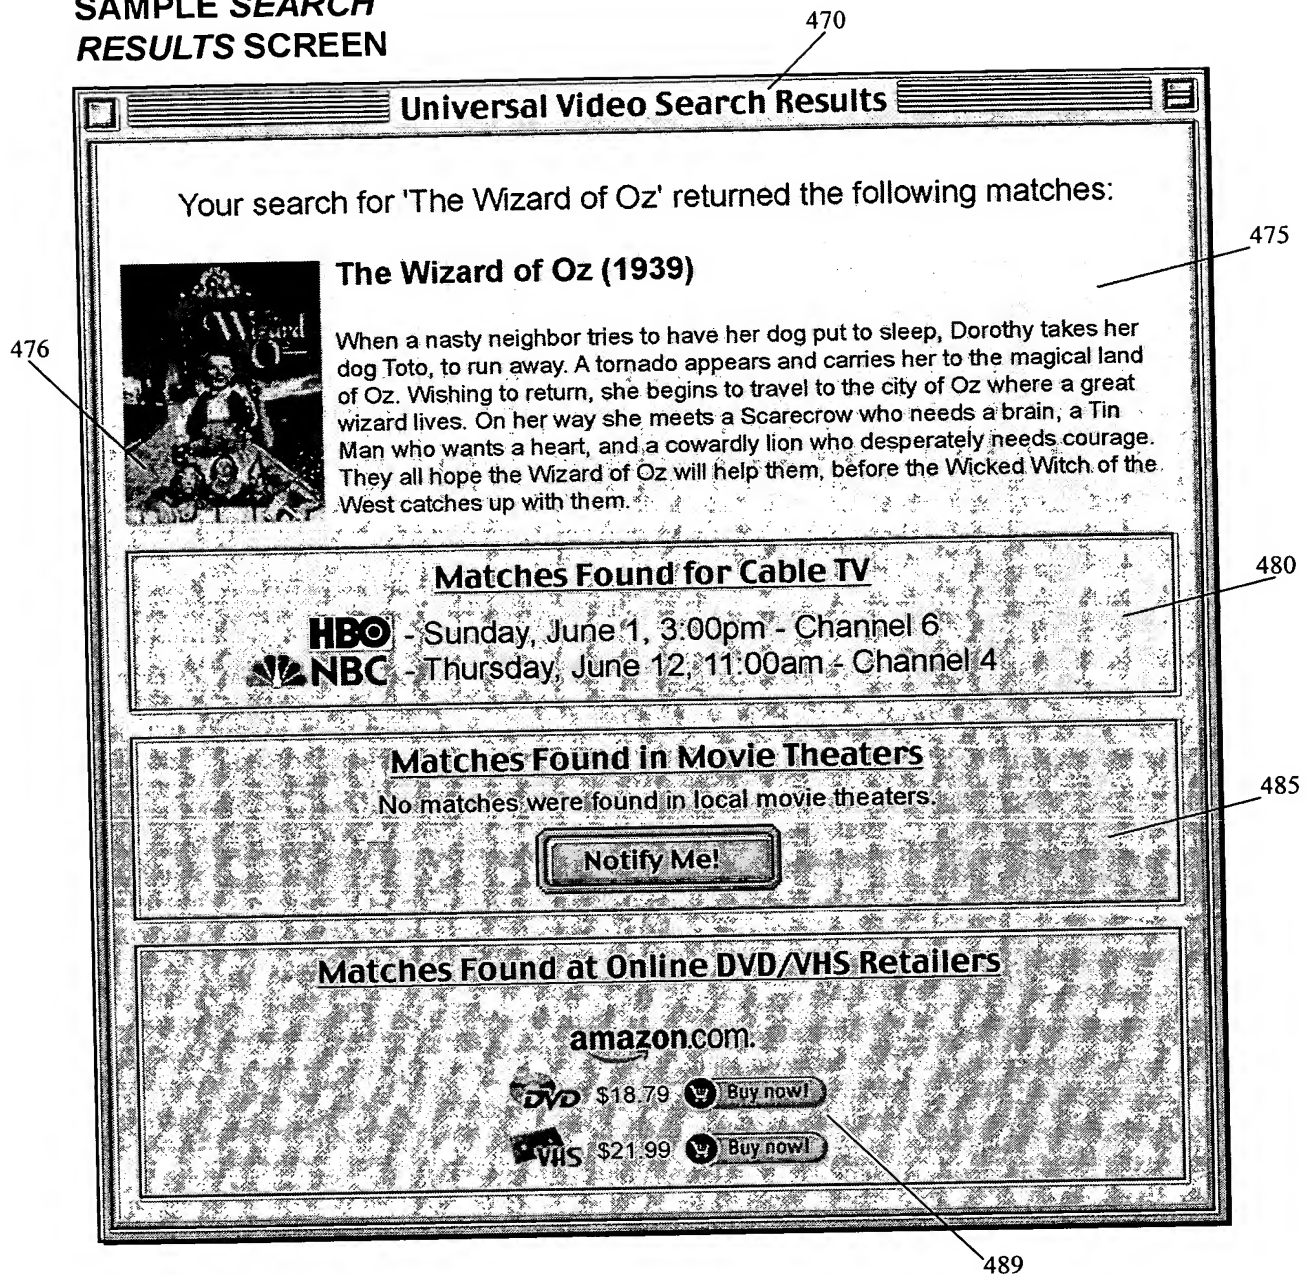 SAMPLE SEARCH
RESULTS SCREEN
470
Universal Video Search Results
Your search for 'The Wizard of Oz' returned the following matches:
475
The Wizard of Oz (1939)
Wizard
Oz
476
When a nasty neighbor tries to have her dog put to sleep, Dorothy takes her
dog Toto, to run away. A tornado appears and carries her to the magical land
of Oz. Wishing to return, she begins to travel to the city of Oz where a great
wizard lives. On her way she meets a Scarecrow who needs a brain, a Tin
Man who wants a heart, and a cowardly lion who desperately needs courage.
They all hope the Wizard of Oz will help them, before the Wicked Witch of the
West catches up with them.
Matches Found for Cable TV
480
HBO - Sunday, June 1, 3:00pm - Channel 6
NBC - Thursday, June 12, 11:00am - Channel 4
Matches Found in Movie Theaters
No matches were found in local movie theaters.
485
Notify Me!
Matches Found at Online DVD/VHS Retailers
amazon.com.
DVD $18.79 Buy now!
VHS $21.99 Buy now!
489